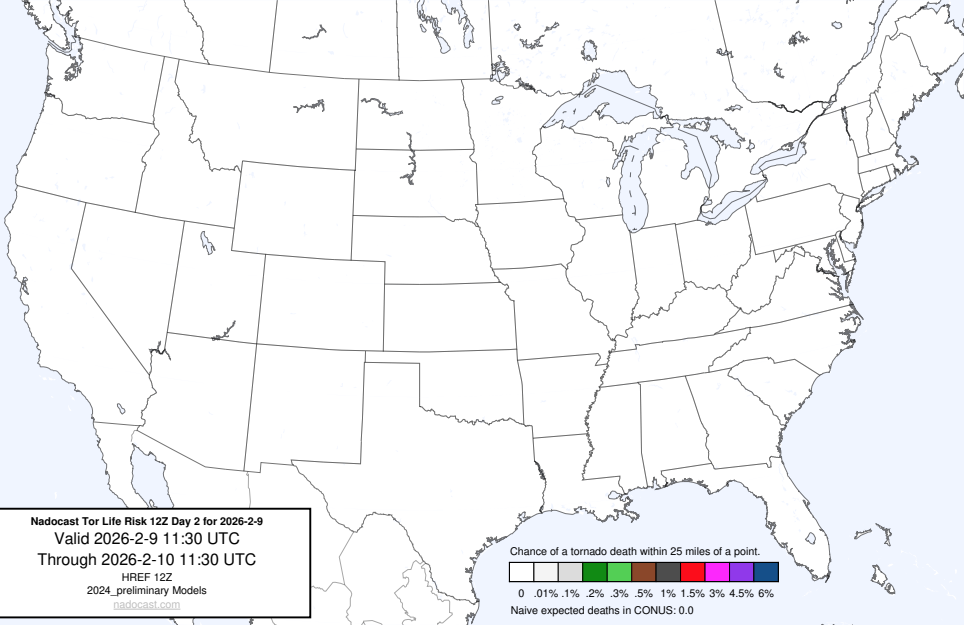 Nadocast Tor Life Risk 12Z Day 2 for 2026-2-9
Valid 2026-2-9 11:30 UTC
Through 2026-2-10 11:30 UTC
HREF 12Z
2024_preliminary Models
nadocast.com
Chance of a tornado death within 25 miles of a point.
0 .01% .1% .2% .3% .5% 1% 1.5% 3% 4.5% 6%
Naive expected deaths in CONUS: 0.0